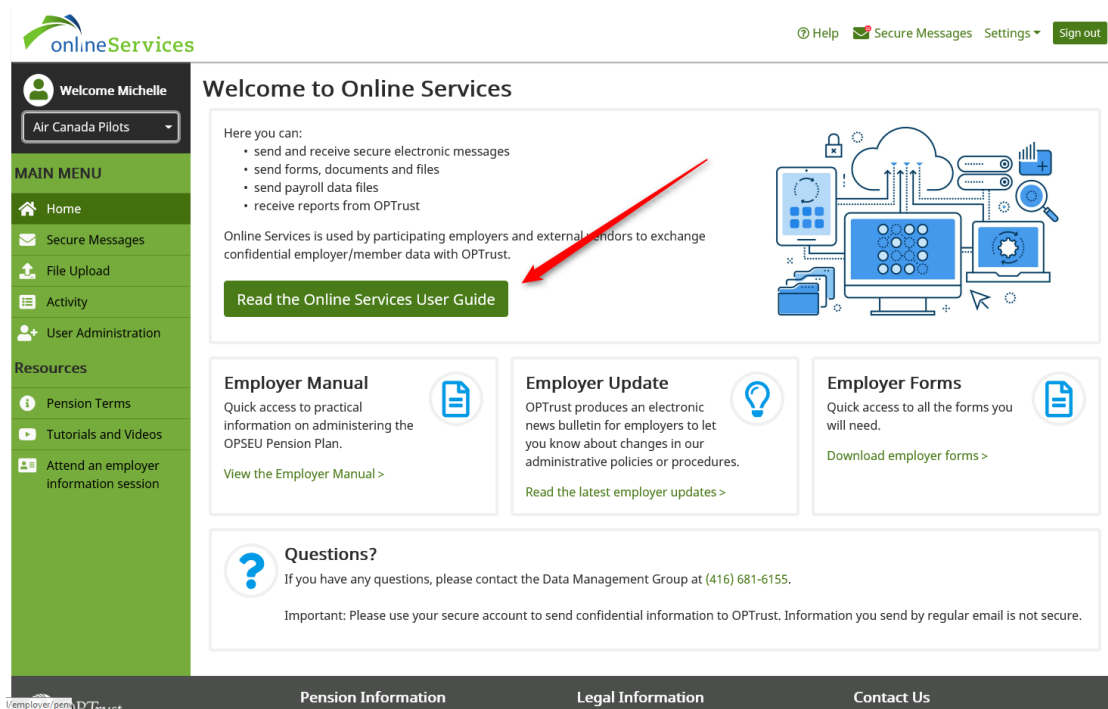 onlineServices
Help
Secure Messages
Settings
Sign out
Welcome Michelle
Air Canada Pilots
MAIN MENU
Home
Secure Messages
File Upload
Activity
User Administration
Resources
Pension Terms
Tutorials and Videos
Attend an employer
information session
Welcome to Online Services
Here you can:
• send and receive secure electronic messages
• send forms, documents and files
• send payroll data files
• receive reports from OPTrust
Online Services is used by participating employers and external vendors to exchange
confidential employer/member data with OPTrust.
Read the Online Services User Guide
Employer Manual
Quick access to practical
information on administering the
OPSEU Pension Plan.
View the Employer Manual >
Employer Update
OPTrust produces an electronic
news bulletin for employers to let
you know about changes in our
administrative policies or procedures.
Read the latest employer updates >
Employer Forms
Quick access to all the forms you
will need.
Download employer forms >
Questions?
If you have any questions, please contact the Data Management Group at (416) 681-6155.
Important: Please use your secure account to send confidential information to OPTrust. Information you send by regular email is not secure.
Pension Information
Legal Information
Contact Us